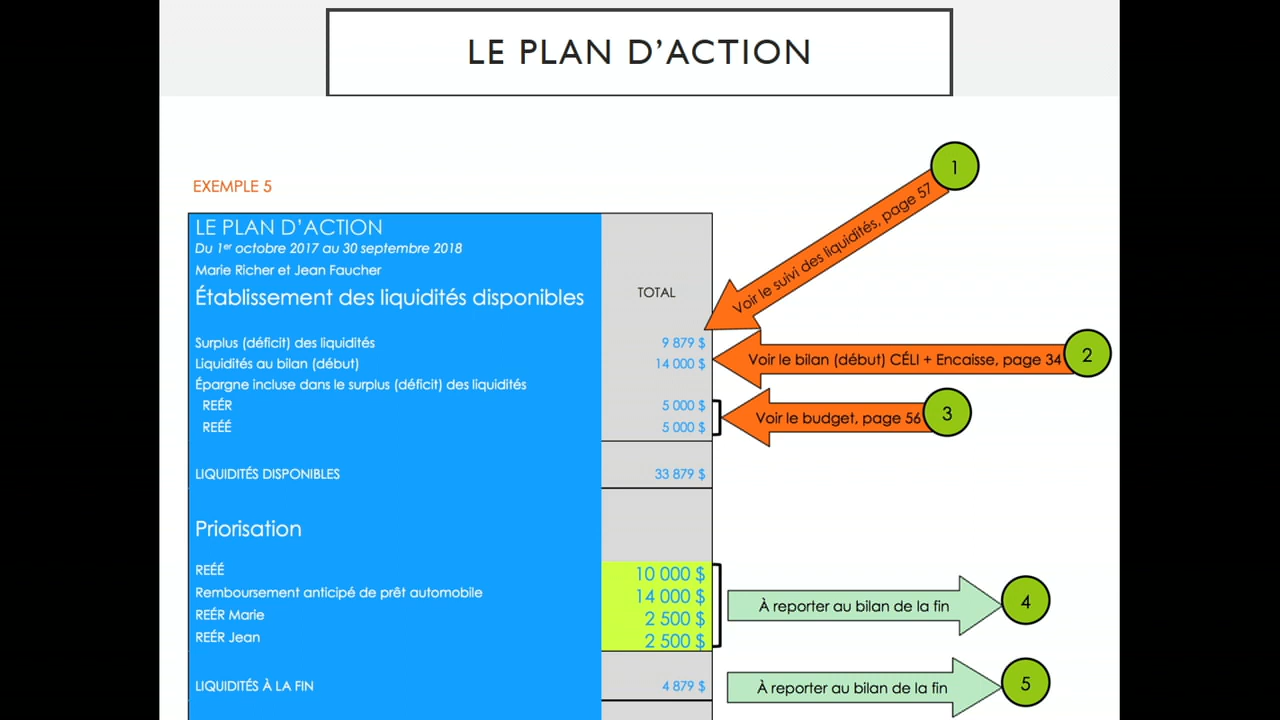 LE PLAN D’ACTION
EXEMPLE 5
LE PLAN D’ACTION
Du 1er octobre 2017 au 30 septembre 2018
Marie Richer et Jean Faucher
Établissement des liquidités disponibles
TOTAL
Surplus (déficit) des liquidités 9 879 $
Liquidités au bilan (début) 14 000 $
Épargne incluse dans le surplus (déficit) des liquidités
REÉR 5 000 $
REÉÉ 5 000 $
LIQUIDITÉS DISPONIBLES 33 879 $
Priorisation
REÉÉ 10 000 $
Remboursement anticipé de prêt automobile 14 000 $
REÉR Marie 2 500 $
REÉR Jean 2 500 $
LIQUIDITÉS À LA FIN 4 879 $
Voir le suivi des liquidités, page 57
1
Voir le bilan (début) CÉLI + Encaisse, page 34
2
Voir le budget, page 56
3
À reporter au bilan de la fin
4
À reporter au bilan de la fin
5